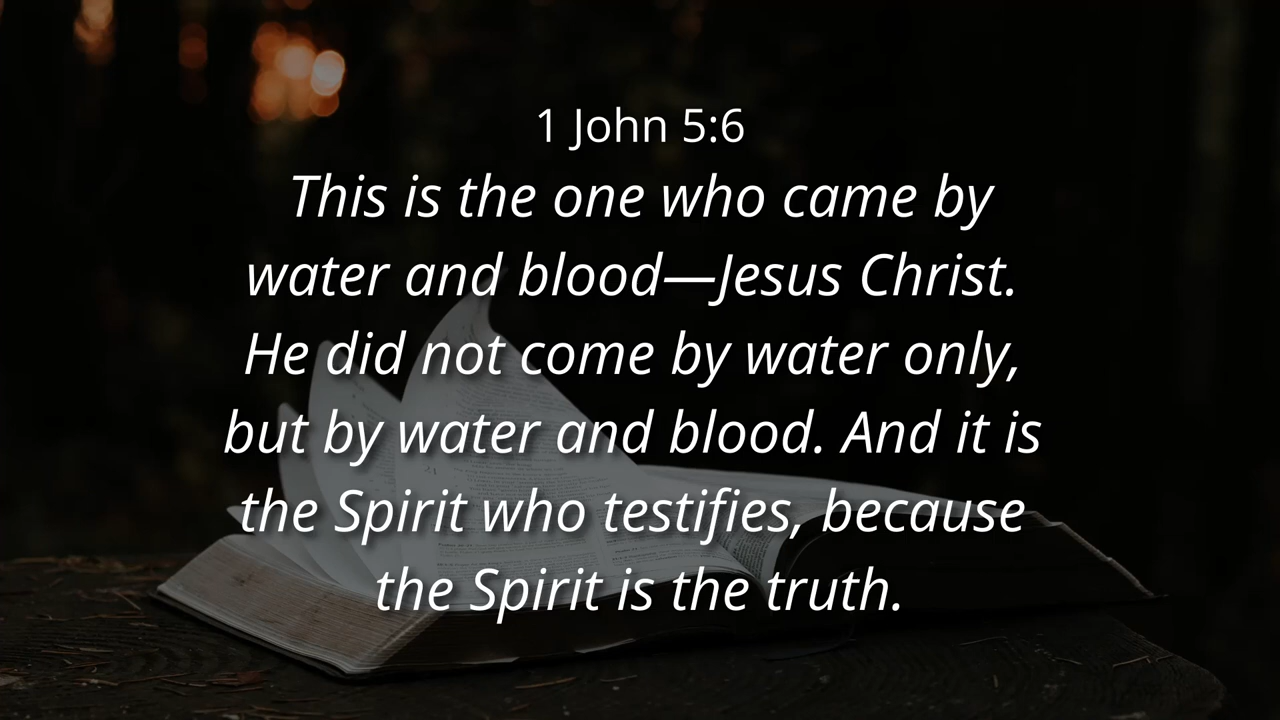 1 John 5:6
This is the one who came by
water and blood—Jesus Christ.
He did not come by water only,
but by water and blood. And it is
the Spirit who testifies, because
the Spirit is the truth.